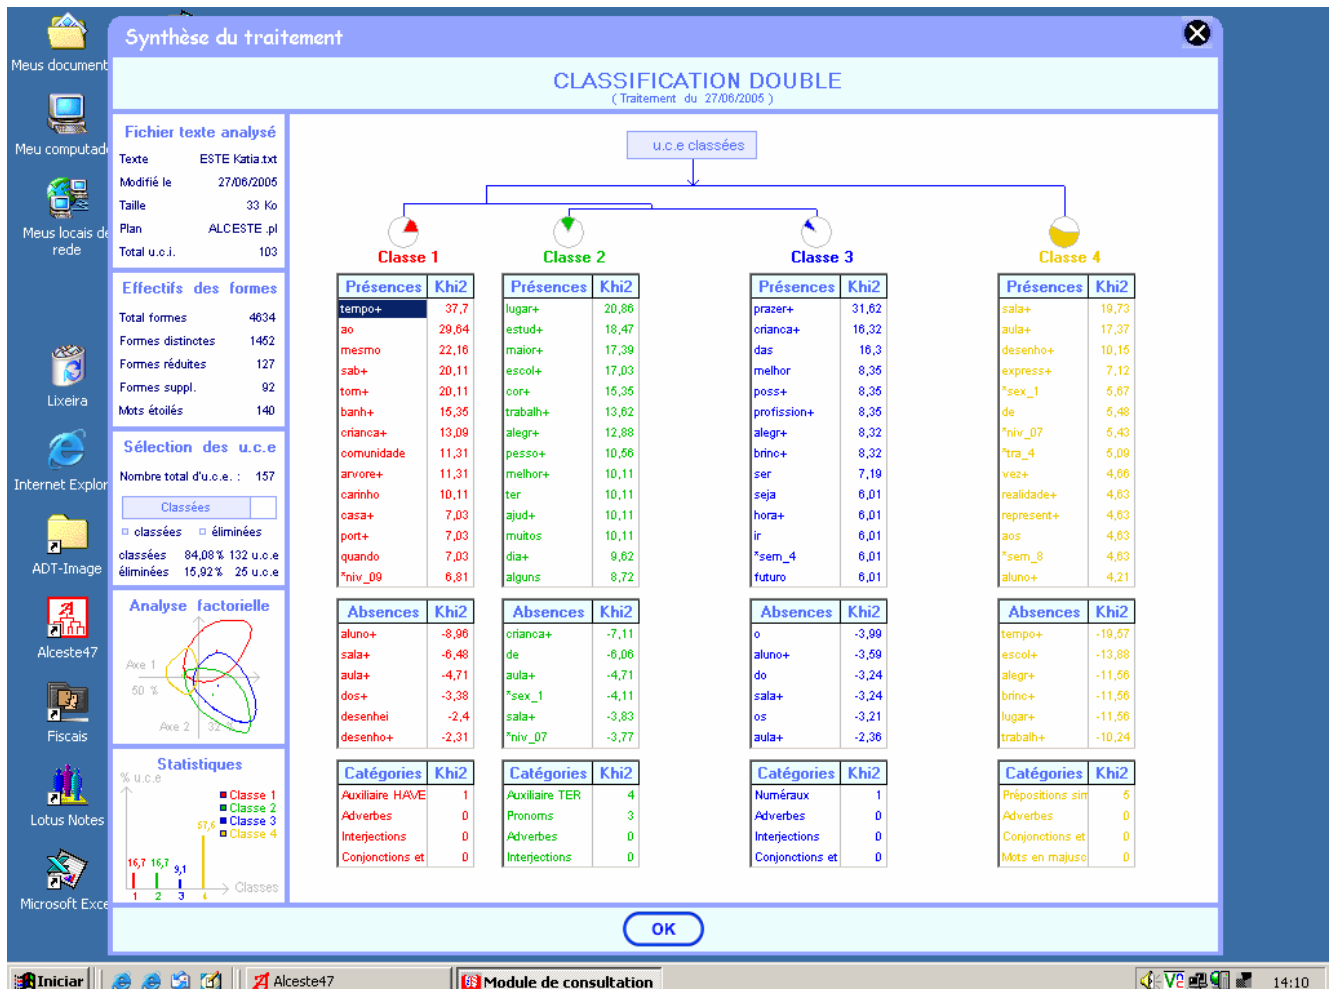 Meus document
Meu computad
Meus locais de
rede
Lixeira
Internet Explor
ADT-Image
Alceste47
Fiscais
Lotus Notes
Microsoft Exce
Synthèse du traitement
CLASSIFICATION DOUBLE
( Traitement du 27/06/2005 )
Fichier texte analysé
Texte ESTE Katia.txt
Modifié le 27/06/2005
Taille 33 Ko
Plan ALCESTE .pl
Total u.c.i. 103
Effectifs des formes
Total formes 4634
Formes distinctes 1452
Formes réduites 127
Formes suppl. 92
Mots étoilés 140
Sélection des u.c.e
Nombre total d'u.c.e. : 157
Classées
classées éliminées
classées 84,08% 132 u.c.e
éliminées 15,92% 25 u.c.e
Analyse factorielle
Axe 1
50 %
Axe 2
Statistiques
% u.c.e
Classe 1
Classe 2
Classe 3
Classe 4
57,6
16,7 16,7 9,1
Classes
1 2 3 4
u.c.e classées
Classe 1
Présences Khi2
tempo+ 37,7
ao 29,64
mesmo 22,16
sab+ 20,11
tom+ 20,11
banh+ 15,35
crianca+ 13,09
comunidade 11,31
arvore+ 11,31
carinho 10,11
casa+ 7,03
port+ 7,03
quando 7,03
*niv_09 6,81
Absences Khi2
aluno+ -8,96
sala+ -6,48
aula+ -4,71
dos+ -3,38
desenhei -2,4
desenho+ -2,31
Catégories Khi2
Auxiliaire HAVE 1
Adverbes 0
Interjections 0
Conjonctions et 0
Classe 2
Présences Khi2
lugar+ 20,86
estud+ 18,47
maior+ 17,39
escol+ 17,03
cor+ 15,35
trabalh+ 13,62
alegr+ 12,88
pesso+ 10,56
melhor+ 10,11
ter 10,11
ajud+ 10,11
muitos 10,11
dia+ 9,62
alguns 8,72
Absences Khi2
crianca+ -7,11
de -6,06
aula+ -4,71
*sex_1 -4,11
sala+ -3,83
*niv_07 -3,77
Catégories Khi2
Auxiliaire TER 4
Pronoms 3
Adverbes 0
Interjections 0
Classe 3
Présences Khi2
prazer+ 31,62
crianca+ 16,32
das 16,3
melhor 8,35
poss+ 8,35
profission+ 8,35
alegr+ 8,32
brinc+ 8,32
ser 7,19
seja 6,01
hora+ 6,01
ir 6,01
*sem_4 6,01
futuro 6,01
Absences Khi2
o -3,99
aluno+ -3,59
do -3,24
sala+ -3,24
os -3,21
aula+ -2,36
Catégories Khi2
Numéraux 1
Adverbes 0
Interjections 0
Conjonctions et 0
Classe 4
Présences Khi2
sala+ 19,73
aula+ 17,37
desenho+ 10,15
express+ 7,12
*sex_1 5,67
de 5,48
*niv_07 5,43
*tra_4 5,09
vez+ 4,66
realidade+ 4,63
represent+ 4,63
aos 4,63
*sem_8 4,63
aluno+ 4,21
Absences Khi2
tempo+ -19,57
escol+ -13,88
alegr+ -11,56
brinc+ -11,56
lugar+ -11,56
trabalh+ -10,24
Catégories Khi2
Prépositions sim 5
Adverbes 0
Conjonctions et 0
Mots en majusc 0
OK
Iniciar
Alceste47
Module de consultation
14:10